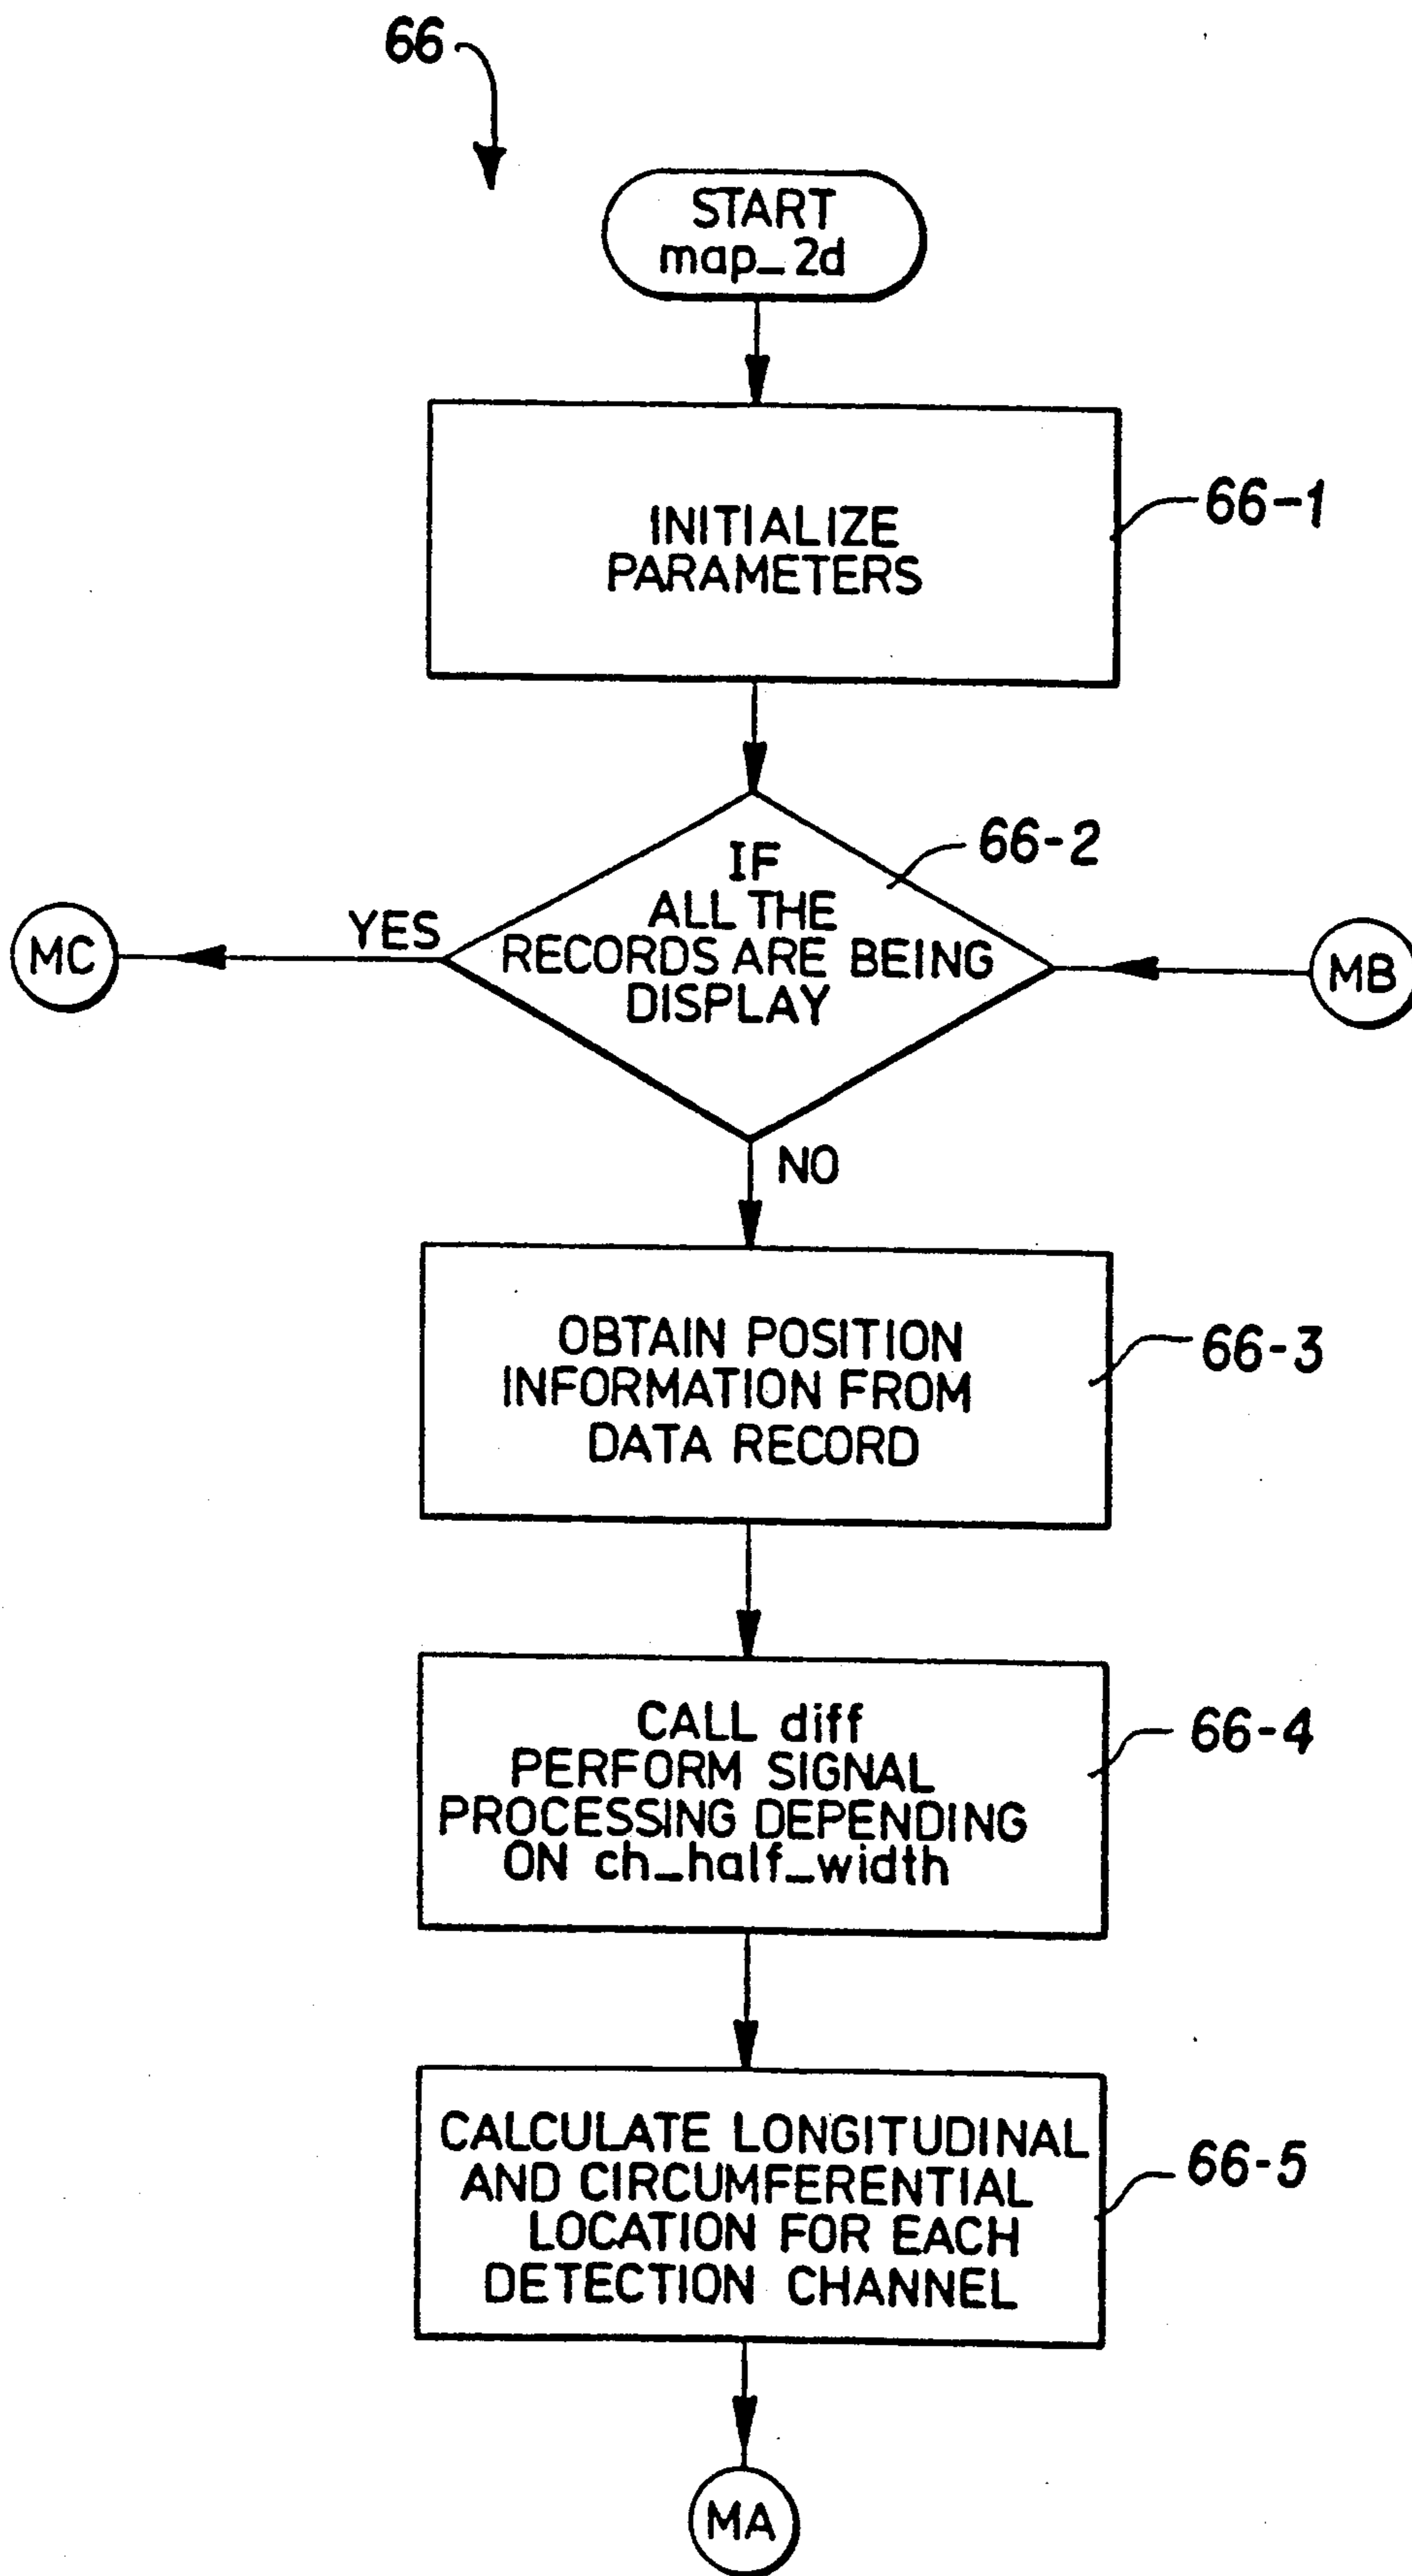 66
START
map_2d
INITIALIZE
PARAMETERS
66-1
66-2
IF
ALL THE
RECORDS ARE BEING
DISPLAY
YES
MC
MB
NO
OBTAIN POSITION
INFORMATION FROM
DATA RECORD
66-3
CALL diff
PERFORM SIGNAL
PROCESSING DEPENDING
ON ch_half_width
66-4
CALCULATE LONGITUDINAL
AND CIRCUMFERENTIAL
LOCATION FOR EACH
DETECTION CHANNEL
66-5
MA